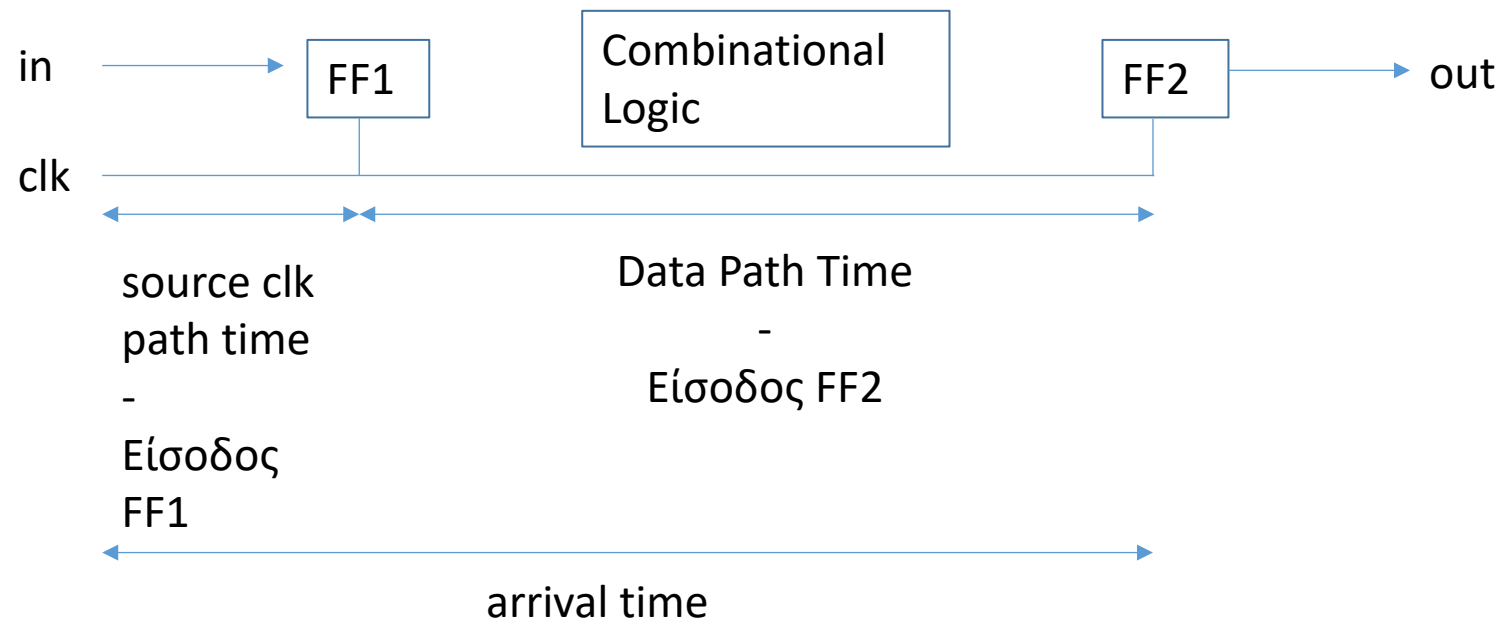 in
FF1
Combinational
Logic
FF2
out
clk
source clk
path time
-
Είσοδος
FF1
Data Path Time
-
Είσοδος FF2
arrival time